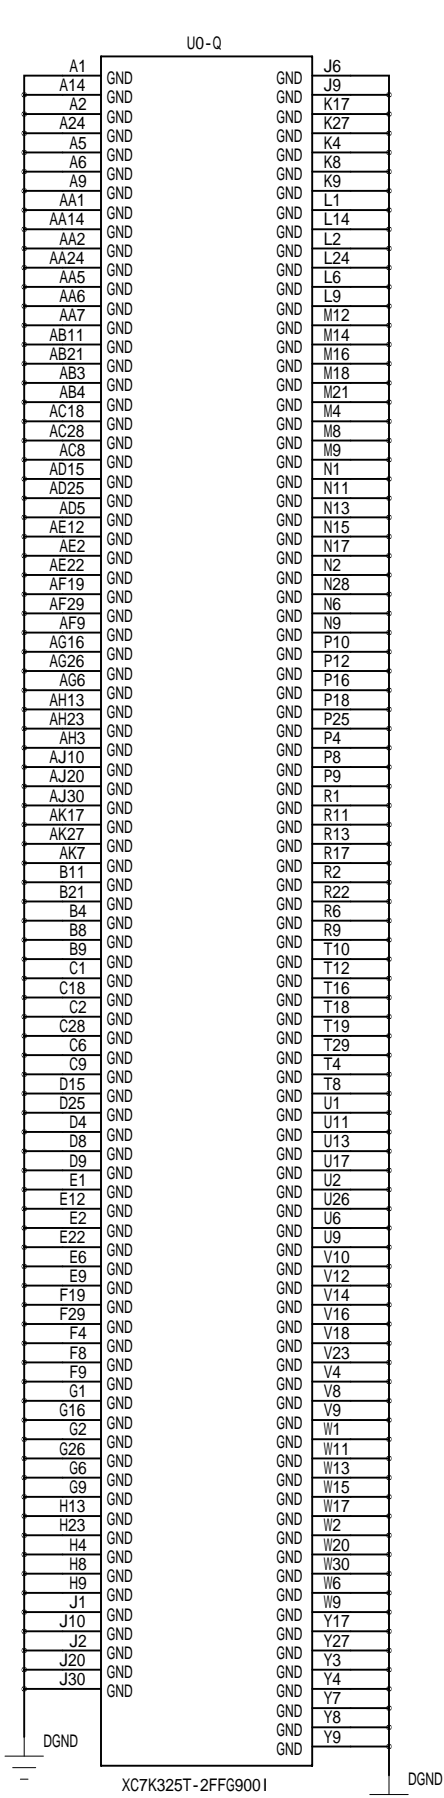 U0-Q
A1 GND GND J6
A14 GND GND J9
A2 GND GND K17
A24 GND GND K27
A5 GND GND K4
A6 GND GND K8
A9 GND GND K9
AA1 GND GND L1
AA14 GND GND L14
AA2 GND GND L2
AA24 GND GND L24
AA5 GND GND L6
AA6 GND GND L9
AA7 GND GND M12
AB11 GND GND M14
AB21 GND GND M16
AB3 GND GND M18
AB4 GND GND M21
AC18 GND GND M4
AC28 GND GND M8
AC8 GND GND M9
AD15 GND GND N1
AD25 GND GND N11
AD5 GND GND N13
AE12 GND GND N15
AE2 GND GND N17
AE22 GND GND N2
AF19 GND GND N28
AF29 GND GND N6
AF9 GND GND N9
AG16 GND GND P10
AG26 GND GND P12
AG6 GND GND P16
AH13 GND GND P18
AH23 GND GND P25
AH3 GND GND P4
AJ10 GND GND P8
AJ20 GND GND P9
AJ30 GND GND R1
AK17 GND GND R11
AK27 GND GND R13
AK7 GND GND R17
B11 GND GND R2
B21 GND GND R22
B4 GND GND R6
B8 GND GND R9
B9 GND GND T10
C1 GND GND T12
C18 GND GND T16
C2 GND GND T18
C28 GND GND T19
C6 GND GND T29
C9 GND GND T4
D15 GND GND T8
D25 GND GND U1
D4 GND GND U11
D8 GND GND U13
D9 GND GND U17
E1 GND GND U2
E12 GND GND U26
E2 GND GND U6
E22 GND GND U9
E6 GND GND V10
E9 GND GND V12
F19 GND GND V14
F29 GND GND V16
F4 GND GND V18
F8 GND GND V23
F9 GND GND V4
G1 GND GND V8
G16 GND GND V9
G2 GND GND W1
G26 GND GND W11
G6 GND GND W13
G9 GND GND W15
H13 GND GND W17
H23 GND GND W2
H4 GND GND W20
H8 GND GND W30
H9 GND GND W6
J1 GND GND W9
J10 GND GND Y17
J2 GND GND Y27
J20 GND GND Y3
J30 GND GND Y4
GND Y7
GND Y8
GND Y9
DGND
XC7K325T-2FFG900I
DGND